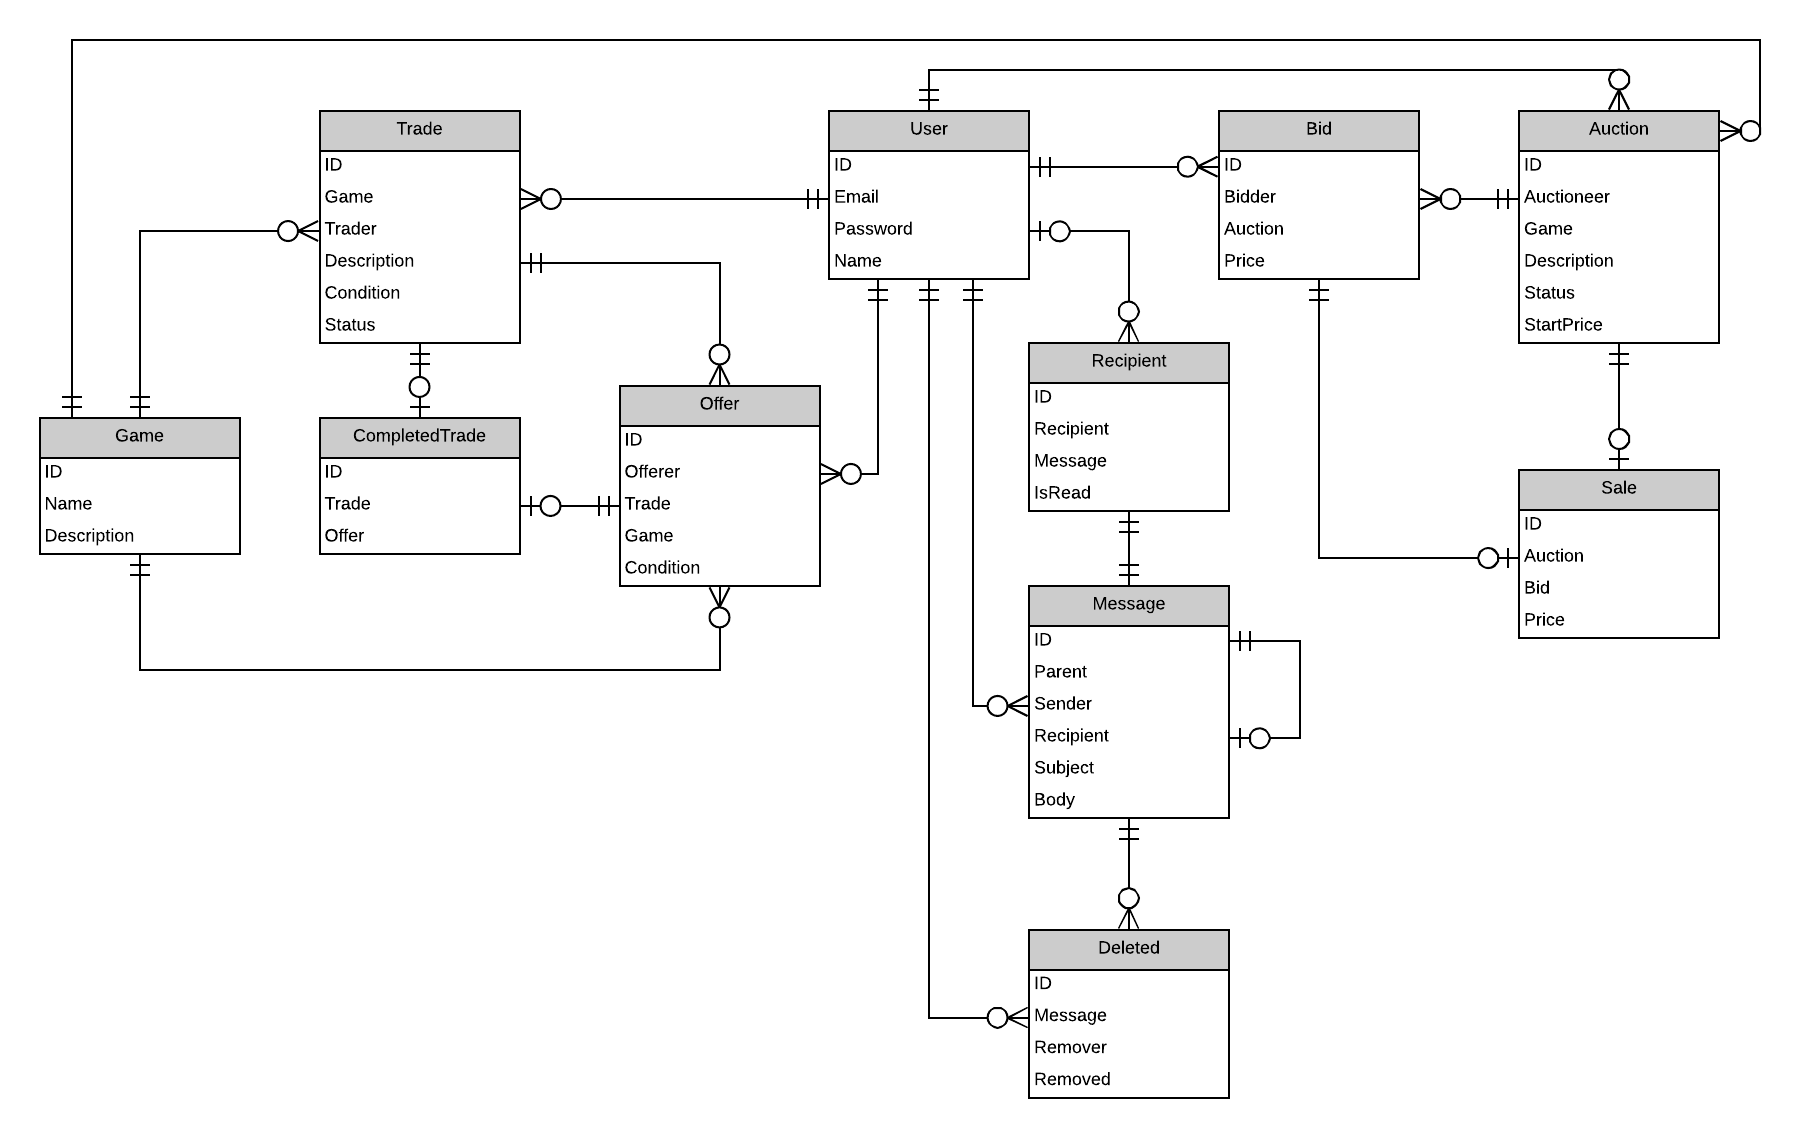 Trade
ID
Game
Trader
Description
Condition
Status
User
ID
Email
Password
Name
Bid
ID
Bidder
Auction
Price
Auction
ID
Auctioneer
Game
Description
Status
StartPrice
Game
ID
Name
Description
CompletedTrade
ID
Trade
Offer
Offer
ID
Offerer
Trade
Game
Condition
Recipient
ID
Recipient
Message
IsRead
Sale
ID
Auction
Bid
Price
Message
ID
Parent
Sender
Recipient
Subject
Body
Deleted
ID
Message
Remover
Removed